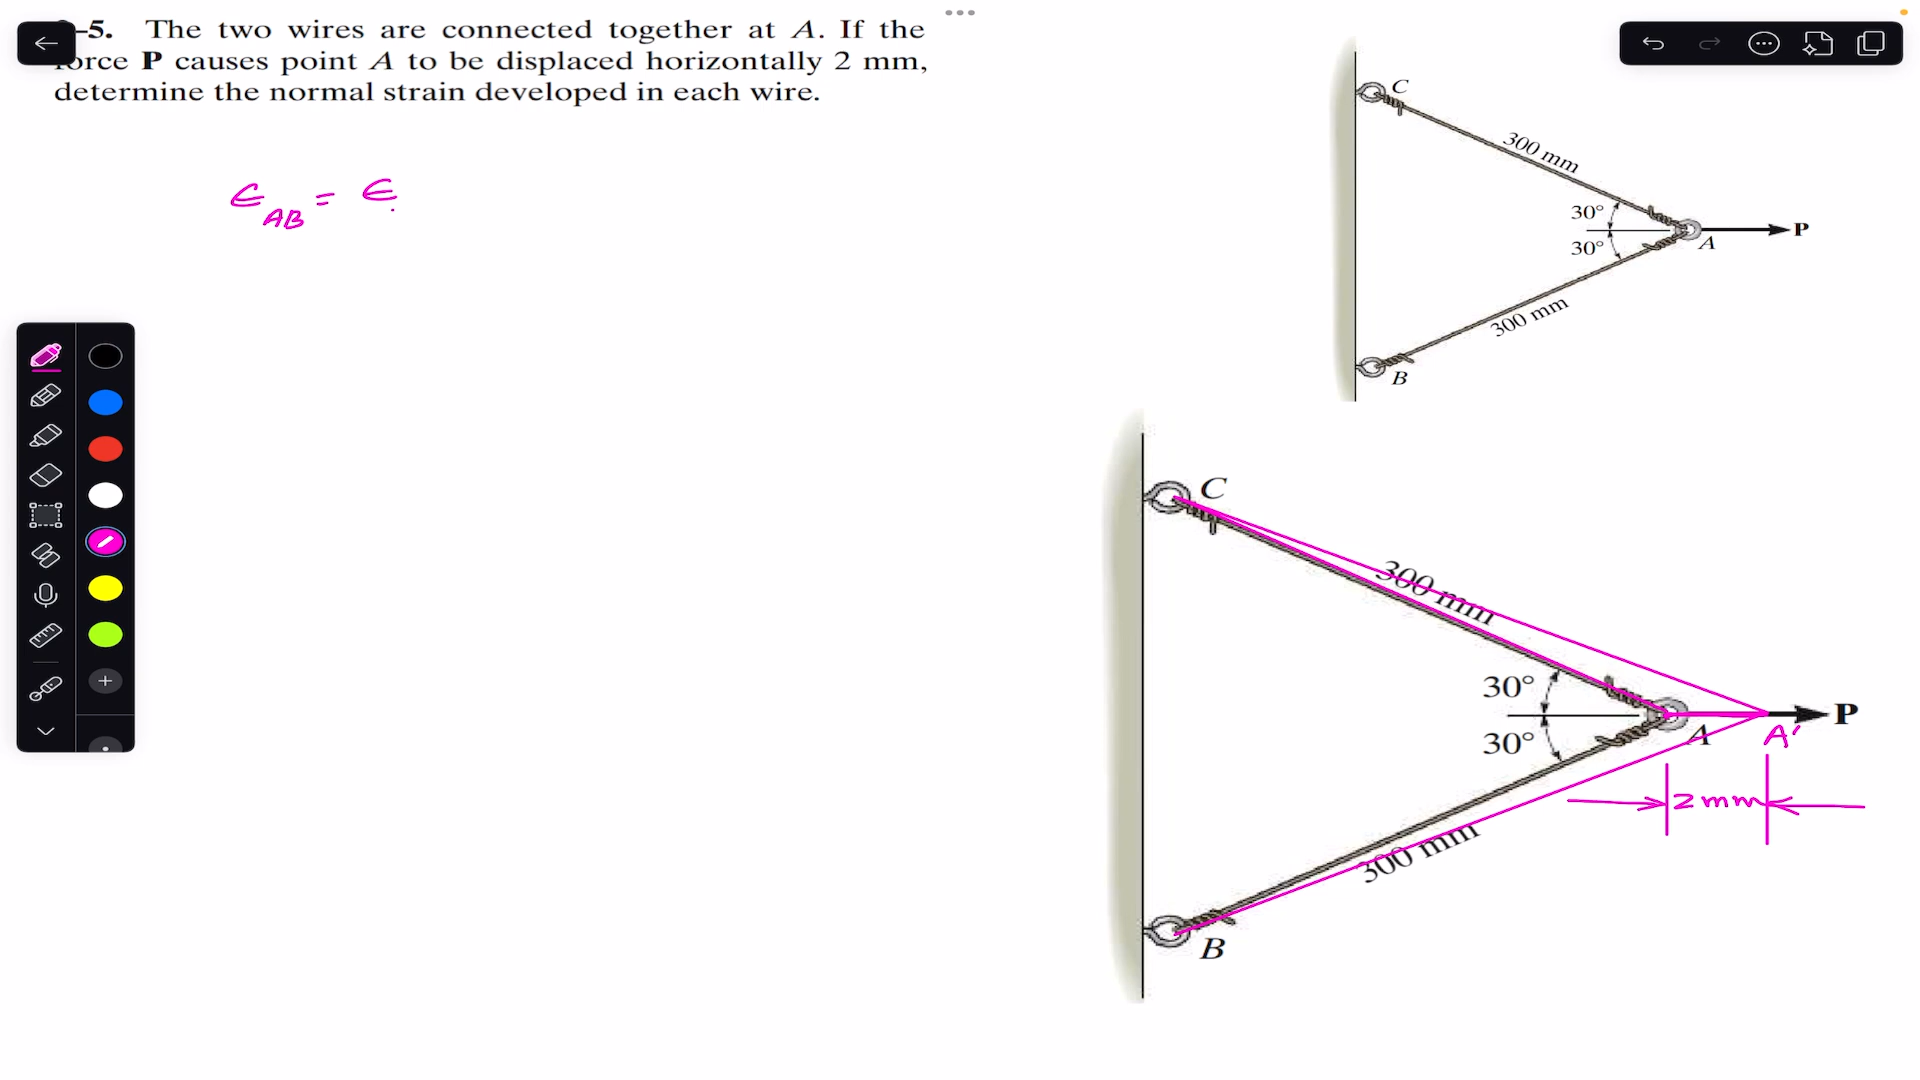 -5. The two wires are connected together at A. If the
force P causes point A to be displaced horizontally 2 mm,
determine the normal strain developed in each wire.
ϵ_AB = ϵ
C
300 mm
30°
30°
A
P
300 mm
B
C
300 mm
30°
30°
A
A'
P
2mm
300 mm
B